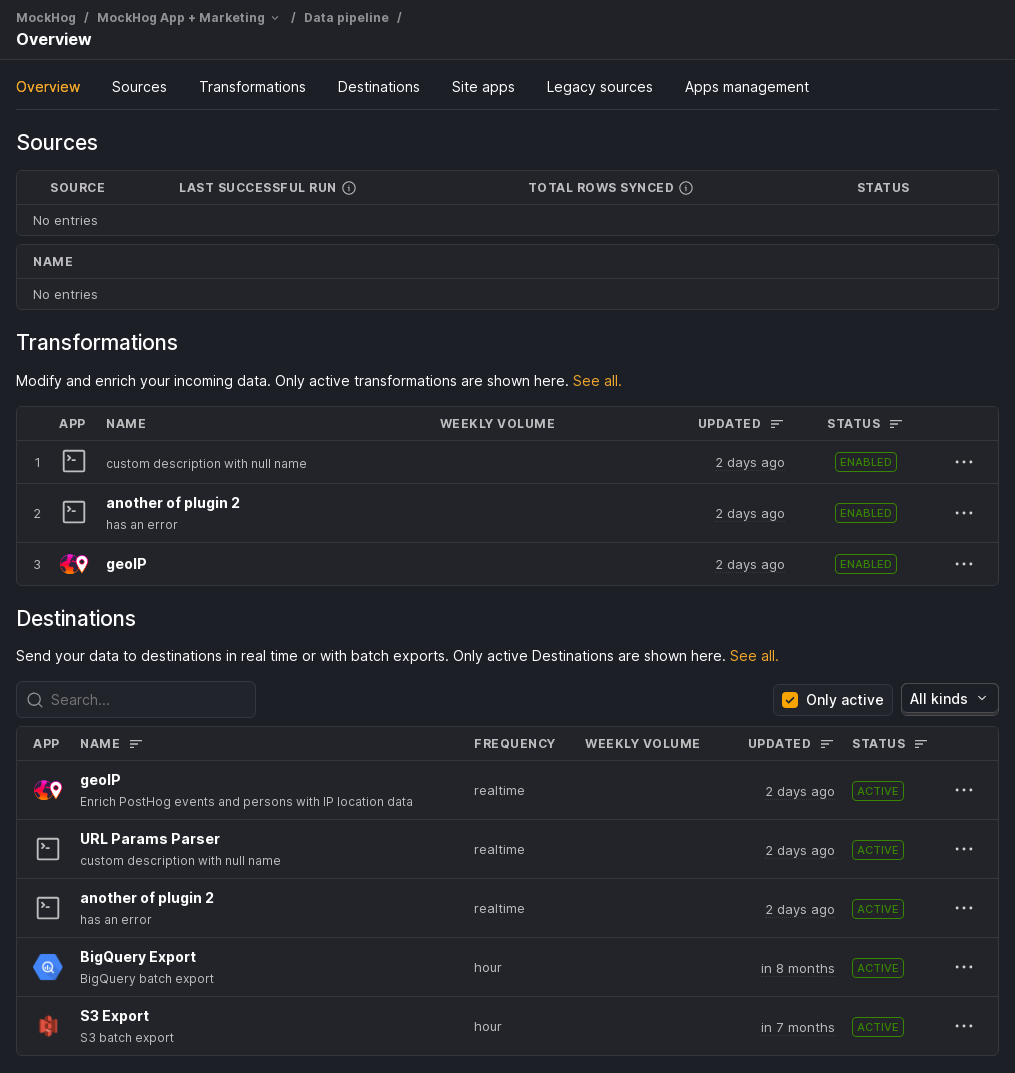 MockHog / MockHog App + Marketing / Data pipeline /
Overview
Overview Sources Transformations Destinations Site apps Legacy sources Apps management
Sources
SOURCE LAST SUCCESSFUL RUN TOTAL ROWS SYNCED STATUS
No entries
NAME
No entries
Transformations
Modify and enrich your incoming data. Only active transformations are shown here. See all.
APP NAME WEEKLY VOLUME UPDATED STATUS
1 custom description with null name 2 days ago ENABLED
another of plugin 2
2 2 days ago ENABLED
has an error
3 geoIP 2 days ago ENABLED
Destinations
Send your data to destinations in real time or with batch exports. Only active Destinations are shown here. See all.
Search... Only active All kinds
APP NAME FREQUENCY WEEKLY VOLUME UPDATED STATUS
geoIP
realtime 2 days ago ACTIVE
Enrich PostHog events and persons with IP location data
URL Params Parser
realtime 2 days ago ACTIVE
custom description with null name
another of plugin 2
realtime 2 days ago ACTIVE
has an error
BigQuery Export
hour in 8 months ACTIVE
BigQuery batch export
S3 Export
hour in 7 months ACTIVE
S3 batch export